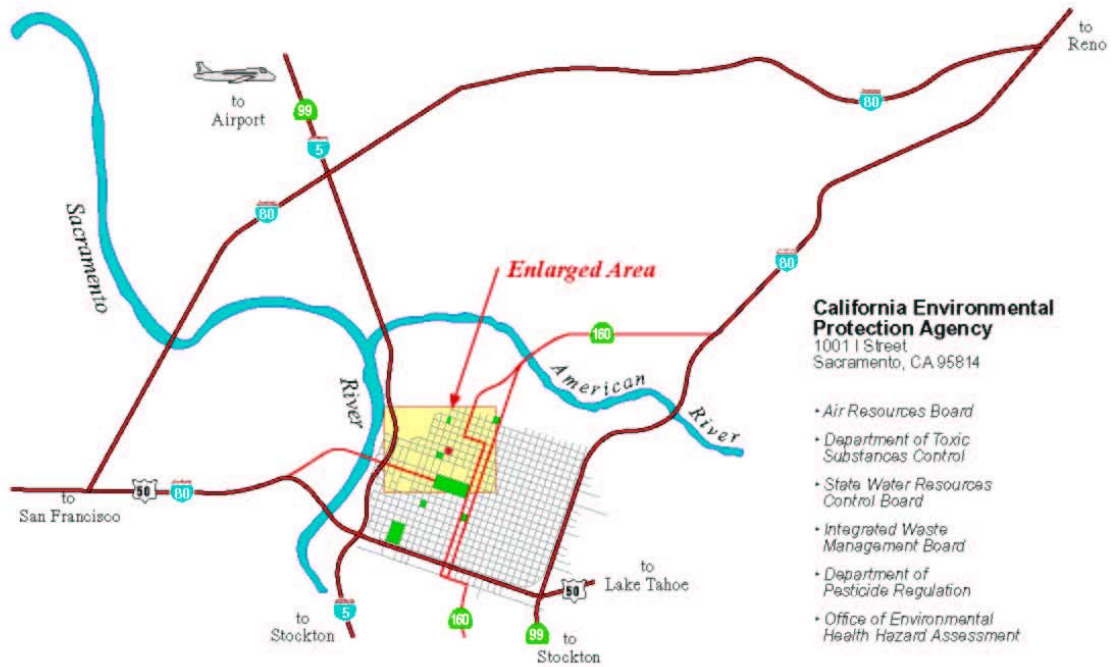 to
Reno
to
Airport
99
5
80
80
80
Sacramento
River
Enlarged Area
160
American
River
California Environmental
Protection Agency
1001 I Street
Sacramento, CA 95814
‣ Air Resources Board
‣ Department of Toxic
Substances Control
‣ State Water Resources
Control Board
‣ Integrated Waste
Management Board
‣ Department of
Pesticide Regulation
‣ Office of Environmental
Health Hazard Assessment
50
80
to
San Francisco
to
Lake Tahoe
50
to
Stockton
5
160
99
to
Stockton